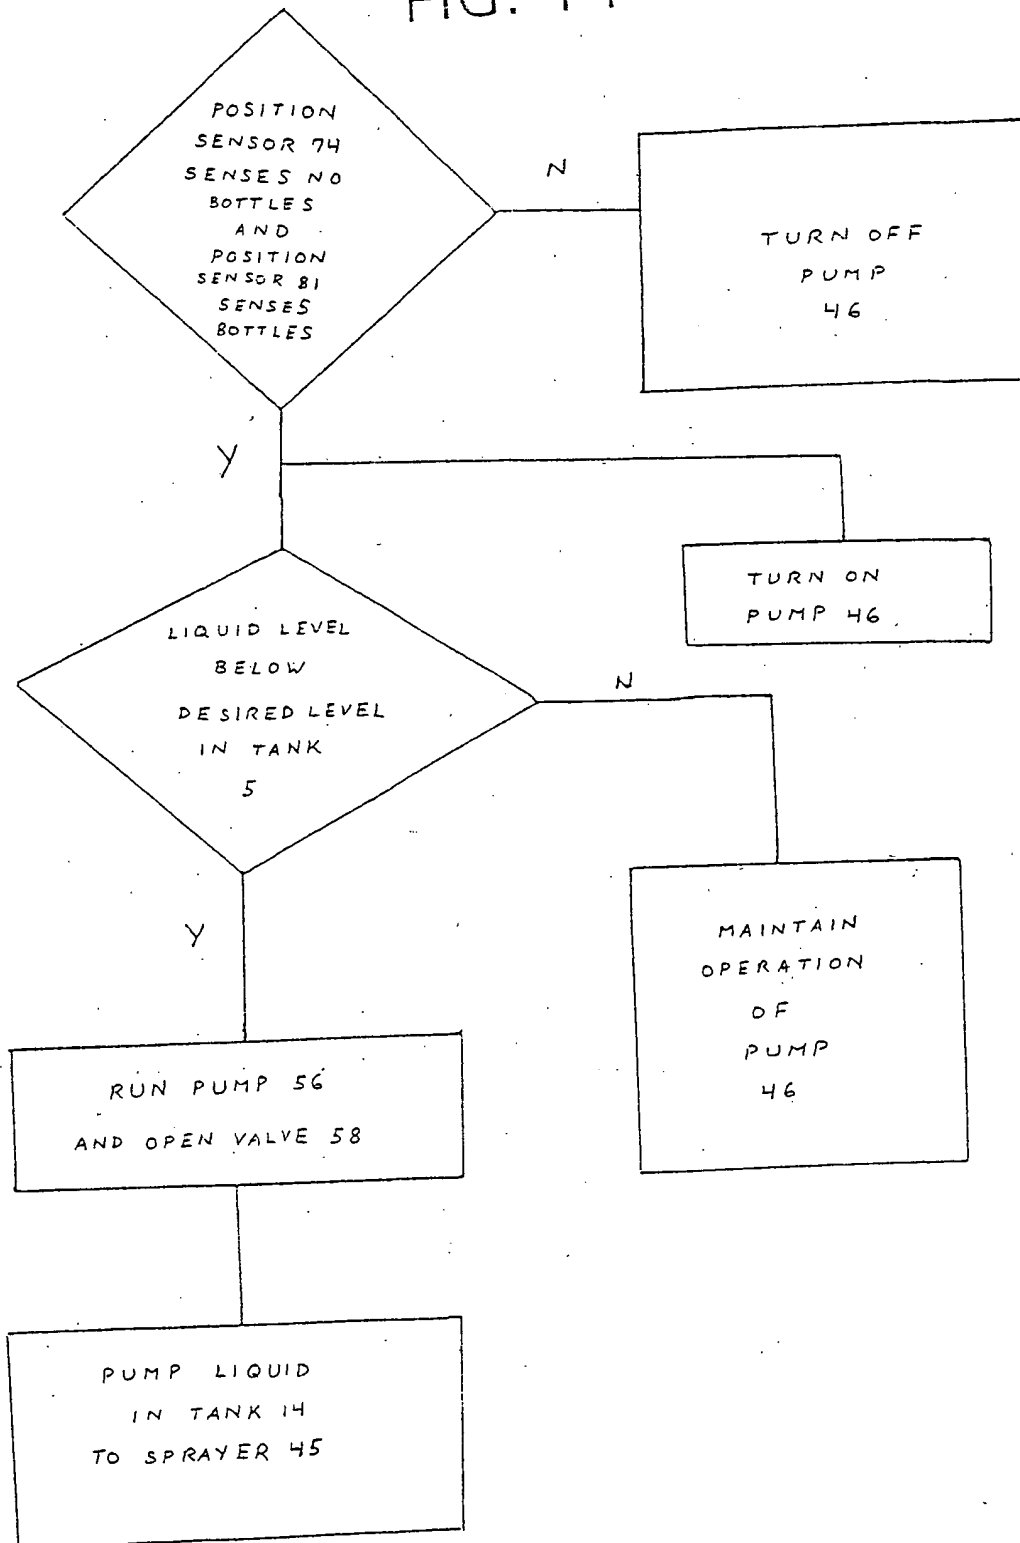 FIG.
POSITION
SENSOR 74
SENSES NO
BOTTLES
AND
POSITION
SENSOR 81
SENSES
BOTTLES
N
TURN OFF
PUMP
46
Y
TURN ON
PUMP 46
LIQUID LEVEL
BELOW
DESIRED LEVEL
IN TANK
5
N
Y
MAINTAIN
OPERATION
OF
PUMP
46
RUN PUMP 56
AND OPEN VALVE 58
PUMP LIQUID
IN TANK 14
TO SPRAYER 45